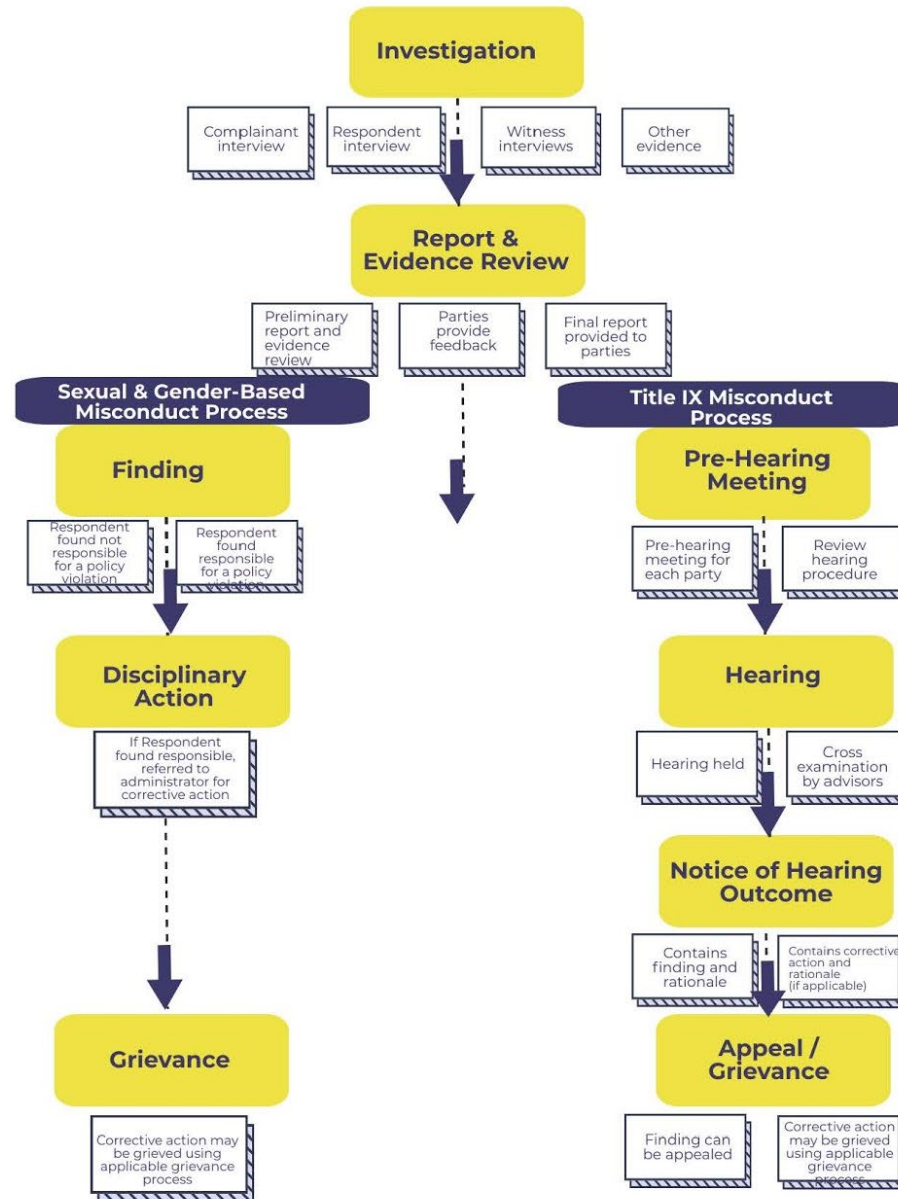 Investigation
Complainant
interview
Respondent
interview
Witness
interviews
Other
evidence
Report &
Evidence Review
Preliminary
report and
evidence
review
Parties
provide
feedback
Final report
provided to
parties
Sexual & Gender-Based
Misconduct Process
Finding
Respondent
found not
responsible
for a policy
violation
Respondent
found
responsible
for a policy
violation
Disciplinary
Action
If Respondent
found responsible,
referred to
administrator for
corrective action
Grievance
Corrective action may
be grieved using
applicable grievance
process
Title IX Misconduct
Process
Pre-Hearing
Meeting
Pre-hearing
meeting for
each party
Review
hearing
procedure
Hearing
Hearing held
Cross
examination
by advisors
Notice of Hearing
Outcome
Contains
finding and
rationale
Contains corrective
action and
rationale
(if applicable)
Appeal /
Grievance
Finding can
be appealed
Corrective action
may be grieved
using applicable
grievance
process